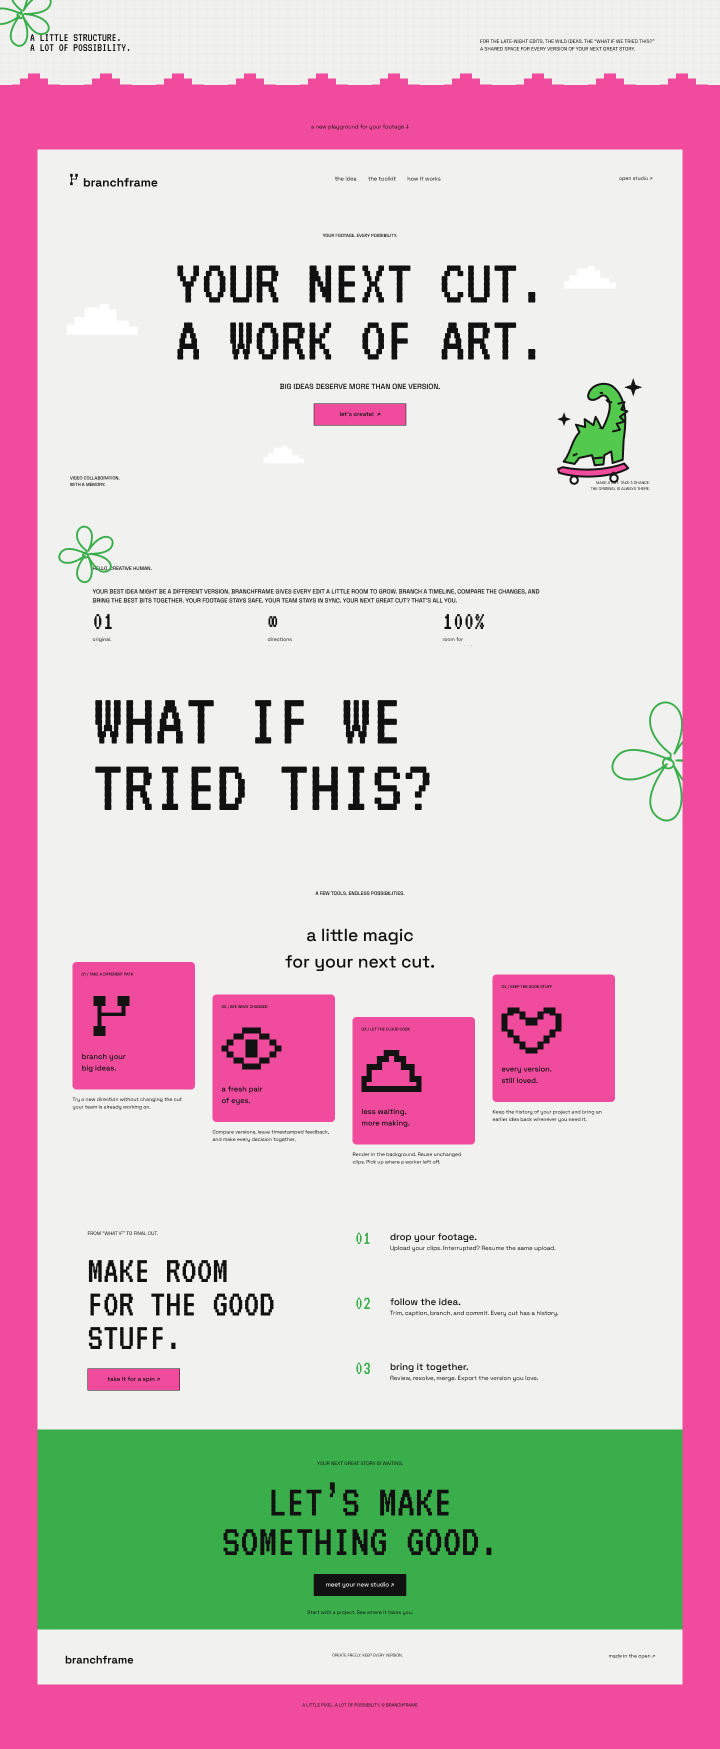 A LITTLE STRUCTURE.
A LOT OF POSSIBILITY.
FOR THE LATE-NIGHT EDITS. THE WILD IDEAS. THE "WHAT IF WE TRIED THIS?"
A SHARED SPACE FOR EVERY VERSION OF YOUR NEXT GREAT STORY.
a new playground for your footage ↓
branchframe
the idea the toolkit how it works
open studio ↗
YOUR FOOTAGE. EVERY POSSIBILITY.
YOUR NEXT CUT.
A WORK OF ART.
BIG IDEAS DESERVE MORE THAN ONE VERSION.
let's create! ↗
VIDEO COLLABORATION.
WITH A MEMORY.
MAKE A TAKE A CHANCE.
THE ORIGINAL IS ALWAYS THERE.
HELLO, CREATIVE HUMAN.
YOUR BEST IDEA MIGHT BE A DIFFERENT VERSION. BRANCHFRAME GIVES EVERY EDIT A LITTLE ROOM TO GROW. BRANCH A TIMELINE, COMPARE THE CHANGES, AND
BRING THE BEST BITS TOGETHER. YOUR FOOTAGE STAYS SAFE. YOUR TEAM STAYS IN SYNC. YOUR NEXT GREAT CUT? THAT'S ALL YOU.
01
∞
100%
original.
directions
room for
WHAT IF WE
TRIED THIS?
A FEW TOOLS. ENDLESS POSSIBILITIES.
a little magic
for your next cut.
01 / TAKE A DIFFERENT PATH
branch your
big ideas.
Try a new direction without changing the cut
your team is already working on.
02 / SEE WHAT CHANGED
a fresh pair
of eyes.
Compare versions, leave timestamped feedback,
and make every decision together.
03 / LET THE CLOUD COOK
less waiting.
more making.
Render in the background. Reuse unchanged
clips. Pick up where a worker left off.
04 / KEEP THE GOOD STUFF
every version.
still loved.
Keep the history of your project and bring an
earlier idea back whenever you need it.
FROM "WHAT IF" TO FINAL CUT.
MAKE ROOM
FOR THE GOOD
STUFF.
take it for a spin ↗
01
drop your footage.
Upload your clips. Interrupted? Resume the same upload.
02
follow the idea.
Trim, caption, branch, and commit. Every cut has a history.
03
bring it together.
Review, resolve, merge. Export the version you love.
YOUR NEXT GREAT STORY IS WAITING.
LET'S MAKE
SOMETHING GOOD.
meet your new studio ↗
Start with a project. See where it takes you.
branchframe
CREATE FREELY. KEEP EVERY VERSION.
made in the open ↗
A LITTLE PIXEL. A LOT OF POSSIBILITY. © BRANCHFRAME